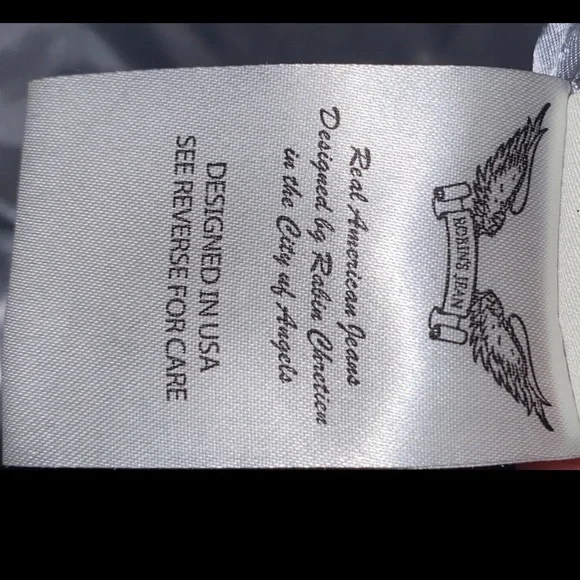 ROBIN'S JEAN
Real American Jeans
Designed by Robin Chretien
in the City of Angels
DESIGNED IN USA
SEE REVERSE FOR CARE